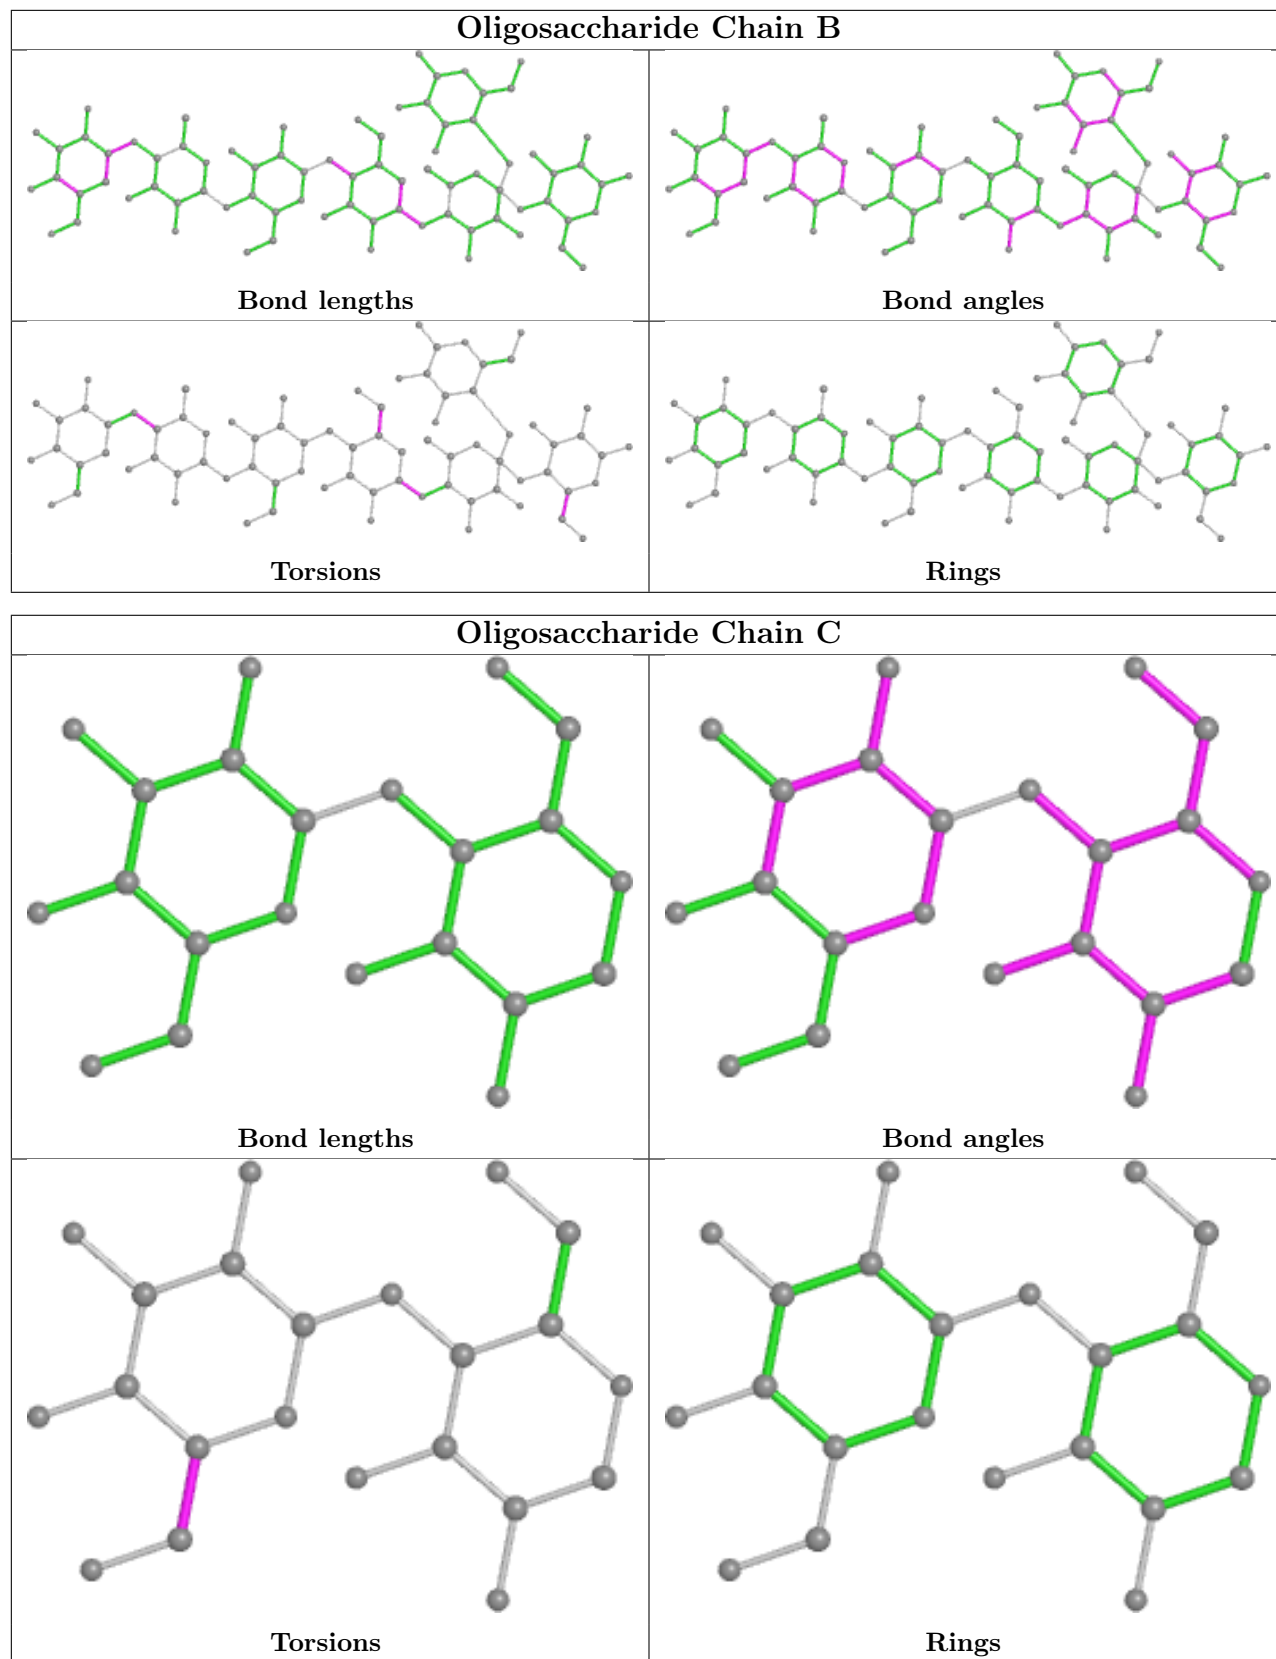 Oligosaccharide Chain B
Bond lengths
Bond angles
Torsions
Rings
Oligosaccharide Chain C
Bond lengths
Bond angles
Torsions
Rings